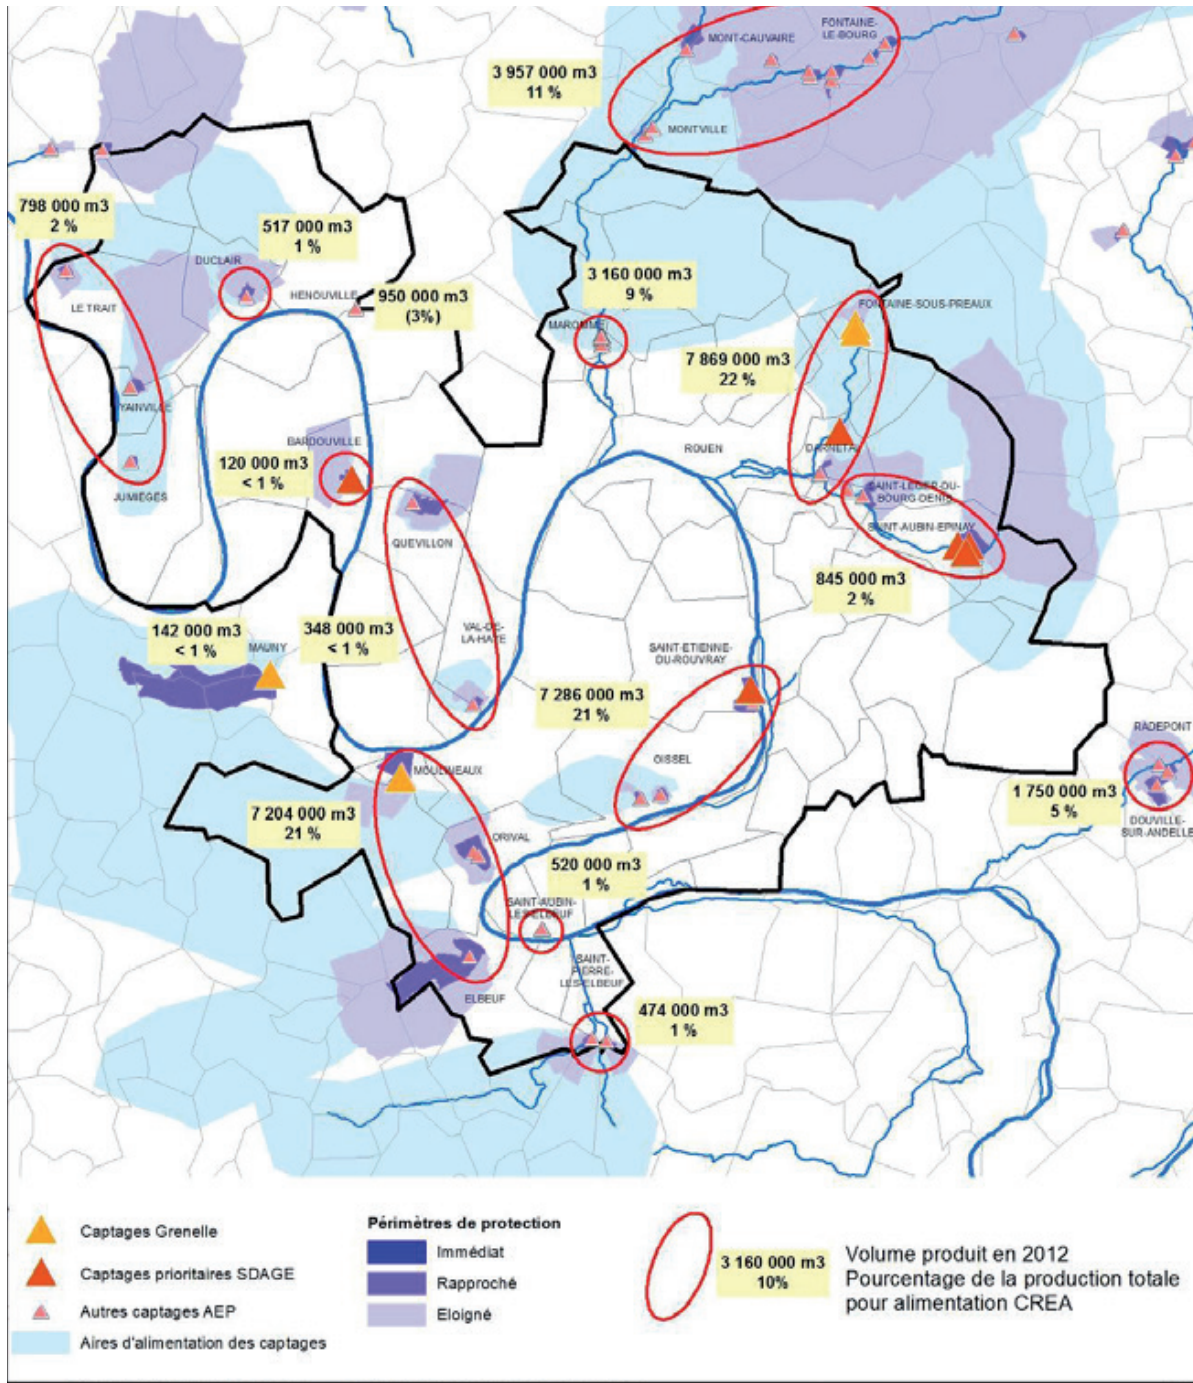 MONT-CAUVAIRE
FONTAINE-
LE-BOURG
3 957 000 m3
11 %
MONTVILLE
798 000 m3
2 %
517 000 m3
1 %
DUCLAIR
LE TRAIT
HENOUVILLE
950 000 m3
(3%)
3 160 000 m3
9 %
MAROMME
FONTAINE-SOUS-PREAUX
7 869 000 m3
22 %
YAINVILLE
JUMIEGES
BARDOUVILLE
120 000 m3
< 1 %
ROUEN
DARNETAL
SAINT-LEGER-DU-
BOURG-DENIS
SAINT-AUBIN-EPINAY
QUEVILLON
845 000 m3
2 %
142 000 m3
< 1 %
MAUNY
348 000 m3
< 1 %
VAL-DE-
LA-HAYE
SAINT-ETIENNE-
DU-ROUVRAY
7 286 000 m3
21 %
OISSEL
RADEPONT
MOULINEAUX
1 750 000 m3
5 %
DOUVILLE-
SUR-ANDELLE
7 204 000 m3
21 %
ORIVAL
520 000 m3
1 %
SAINT-AUBIN-
LES-ELBEUF
SAINT-
PIERRE-
LES-ELBEUF
ELBEUF
474 000 m3
1 %
Captages Grenelle
Captages prioritaires SDAGE
Autres captages AEP
Aires d'alimentation des captages
Périmètres de protection
Immédiat
Rapproché
Eloigné
3 160 000 m3
10%
Volume produit en 2012
Pourcentage de la production totale
pour alimentation CREA